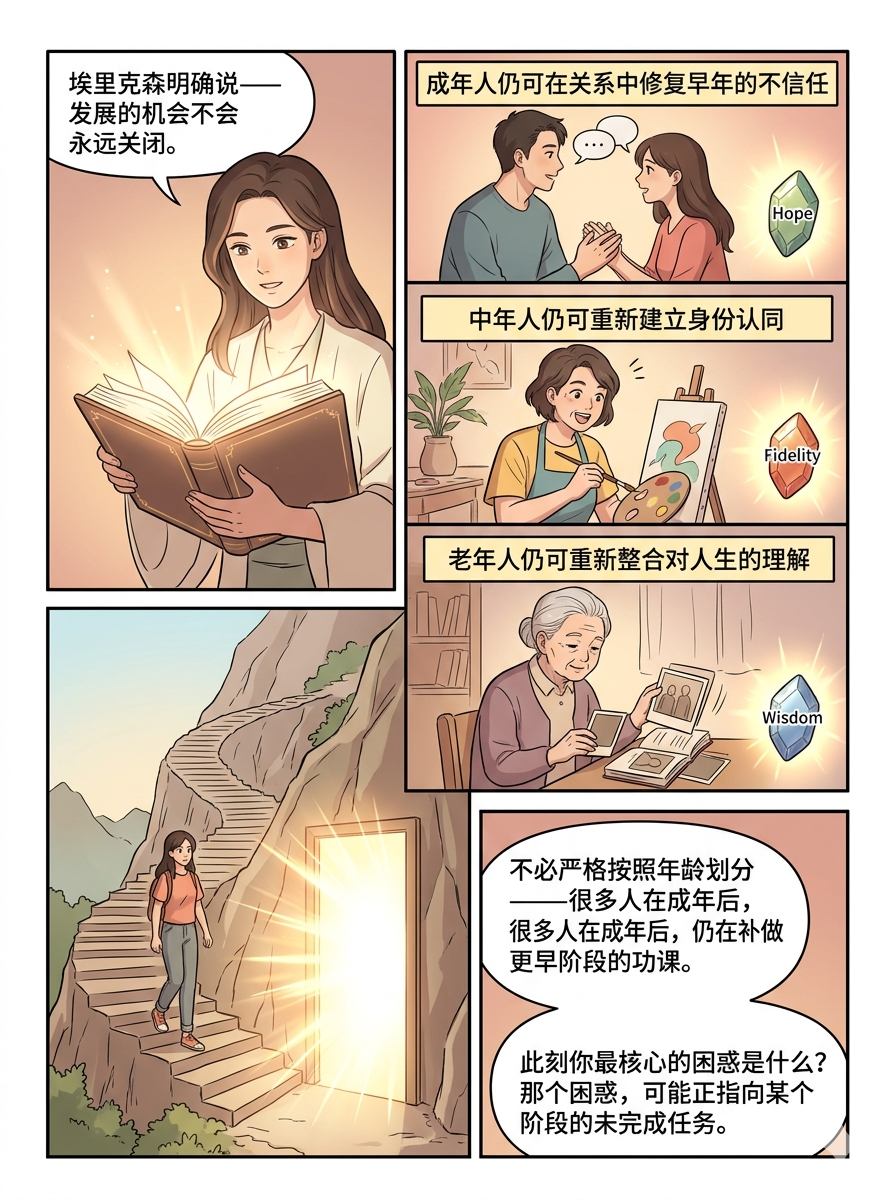 埃里克森明确说——
发展的机会不会
永远关闭。
成年人仍可在关系中修复早年的不信任
...
Hope
中年人仍可重新建立身份认同
Fidelity
老年人仍可重新整合对人生的理解
Wisdom
不必严格按照年龄划分
——很多人在成年后，
很多人在成年后，仍在补做
更早阶段的功课。
此刻你最核心的困惑是什么？
那个困惑，可能正指向某个
阶段的未完成任务。